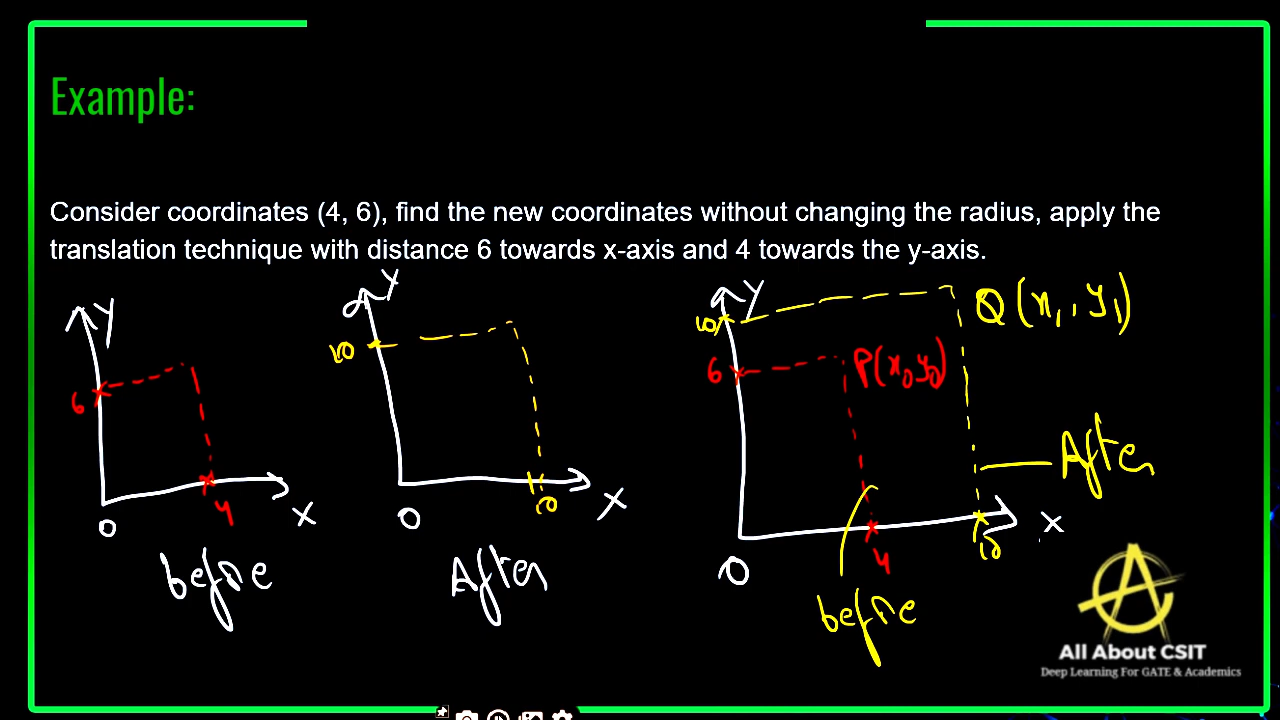 Example:
Consider coordinates (4, 6), find the new coordinates without changing the radius, apply the
translation technique with distance 6 towards x-axis and 4 towards the y-axis.
Y
6
0
4
X
before
Y
10
0
10
X
After
Y
10
Q (x1, y1)
6
P(x0 y0)
After
0
4
10
X
before
All About CSIT
Deep Learning For GATE & Academics